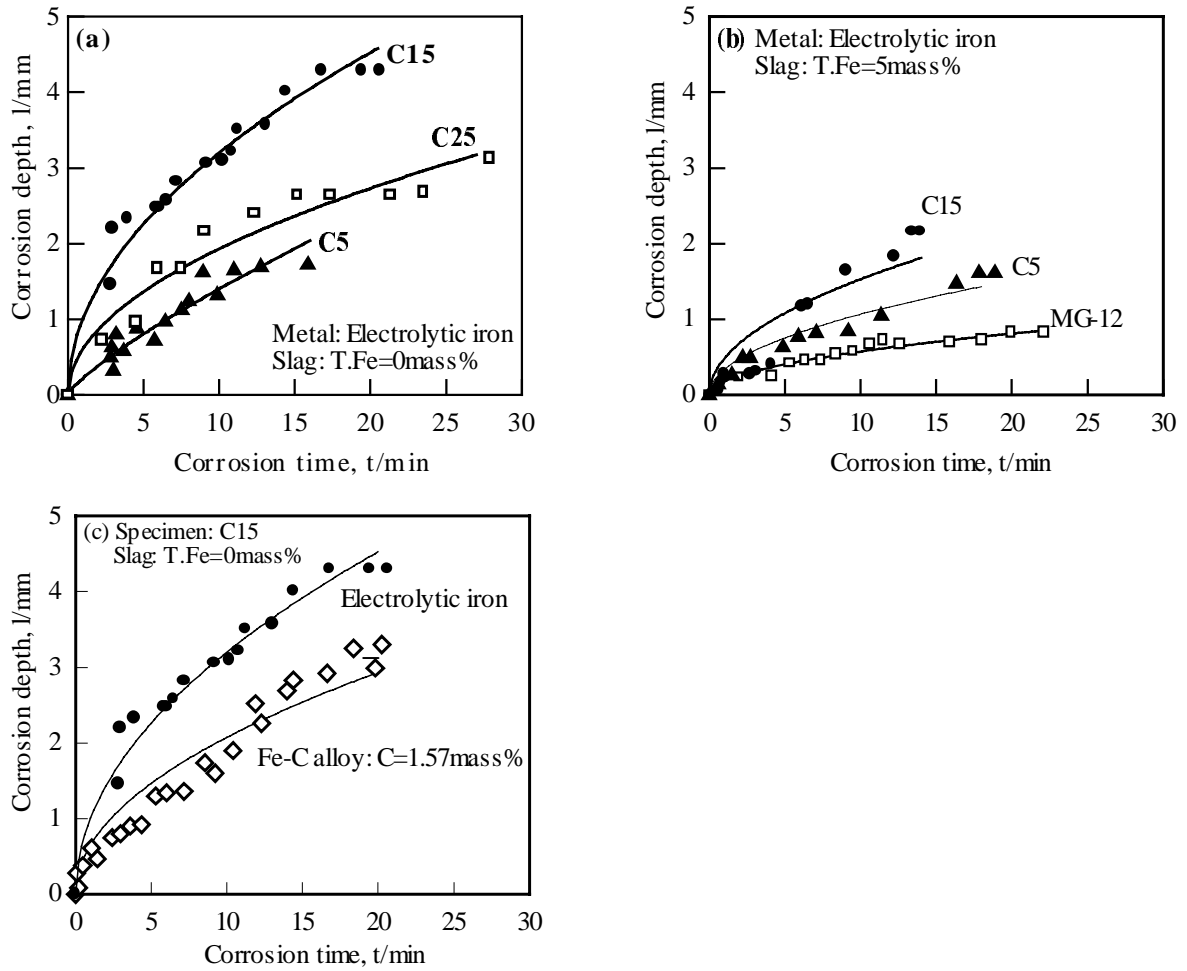 (a)
C15
C25
C5
Metal: Electrolytic iron
Slag: T.Fe=0mass%
Corrosion depth, l/mm
5
4
3
2
1
0
0 5 10 15 20 25 30
Corrosion time, t/min
(b) Metal: Electrolytic iron
Slag: T.Fe=5mass%
C15
C5
MG-12
Corrosion depth, l/mm
5
4
3
2
1
0
0 5 10 15 20 25 30
Corrosion time, t/min
(c) Specimen: C15
Slag: T.Fe=0mass%
Electrolytic iron
Fe-C alloy: C=1.57mass%
Corrosion depth, l/mm
5
4
3
2
1
0
0 5 10 15 20 25 30
Corrosion time, t/min